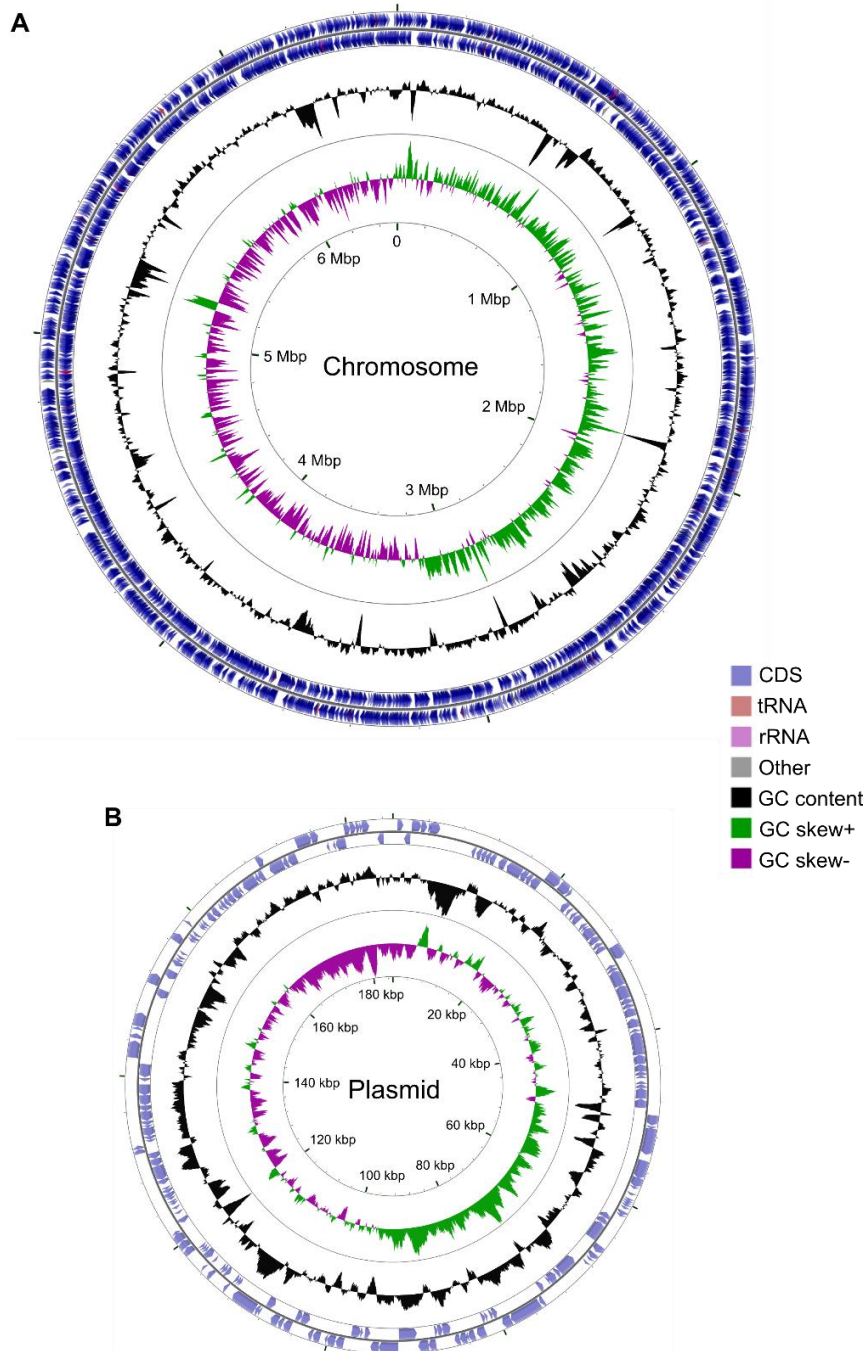 A
0
1 Mbp
2 Mbp
3 Mbp
4 Mbp
5 Mbp
6 Mbp
Chromosome
CDS
tRNA
rRNA
Other
GC content
GC skew+
GC skew-
B
20 kbp
40 kbp
60 kbp
80 kbp
100 kbp
120 kbp
140 kbp
160 kbp
180 kbp
Plasmid